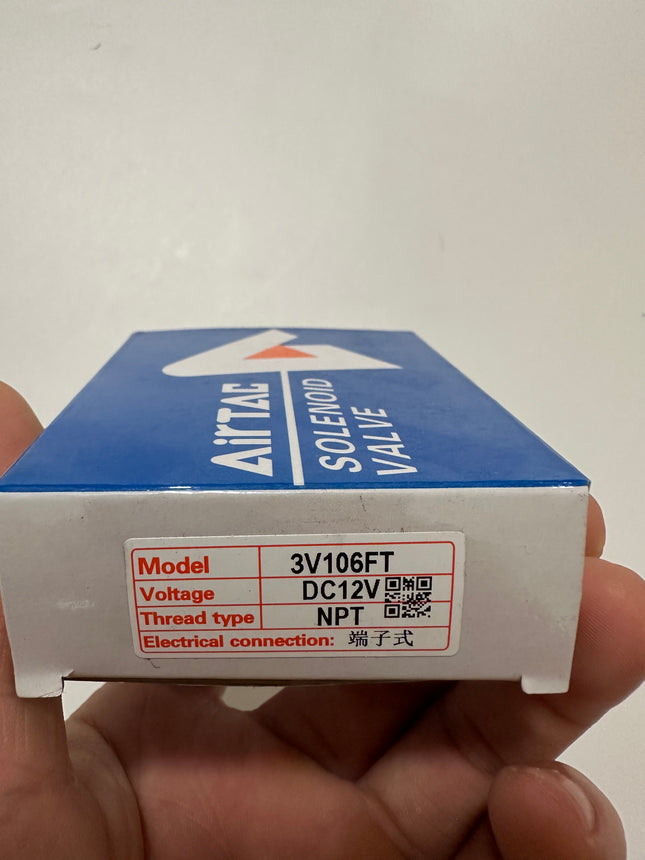 AirTAC
SOLENOID
VALVE
Model 3V106FT
Voltage DC12V
Thread type NPT
Electrical connection: 端子式